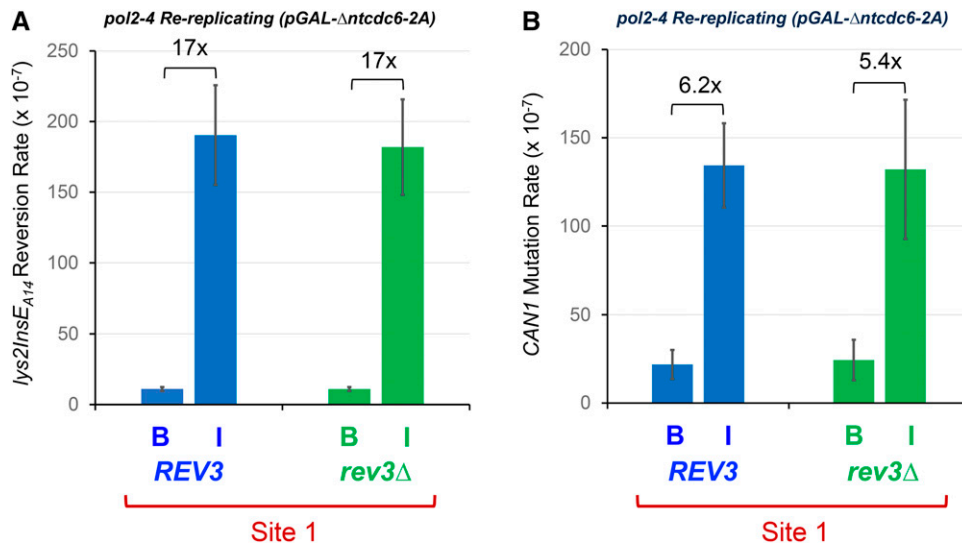 A
pol2-4 Re-replicating (pGAL-Δntcdc6-2A)
17x
17x
lys2InsE_A14 Reversion Rate (x 10⁻⁷)
250
200
150
100
50
0
B I B I
REV3 rev3Δ
Site 1
B
pol2-4 Re-replicating (pGAL-Δntcdc6-2A)
6.2x
5.4x
CAN1 Mutation Rate (x 10⁻⁷)
200
150
100
50
0
B I B I
REV3 rev3Δ
Site 1